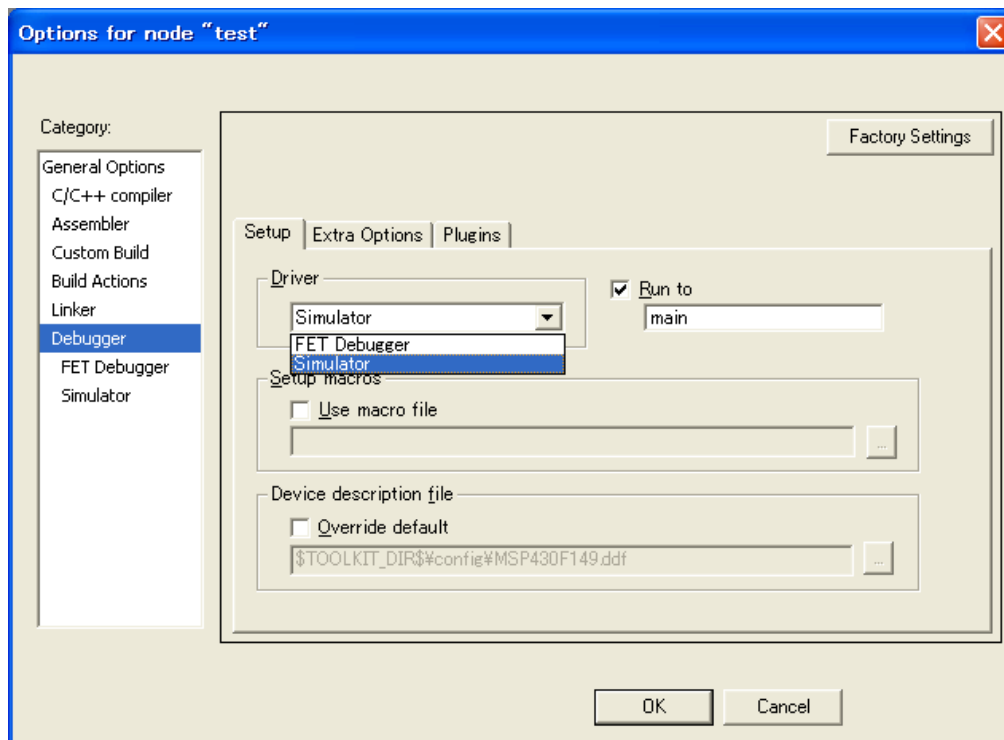 Options for node "test"
Category:
General Options
C/C++ compiler
Assembler
Custom Build
Build Actions
Linker
Debugger
FET Debugger
Simulator
Factory Settings
Setup
Extra Options
Plugins
Driver
Simulator
FET Debugger
Simulator
Run to
main
Setup macros
Use macro file
...
Device description file
Override default
$TOOLKIT_DIR$¥config¥MSP430F149.ddf
...
OK
Cancel